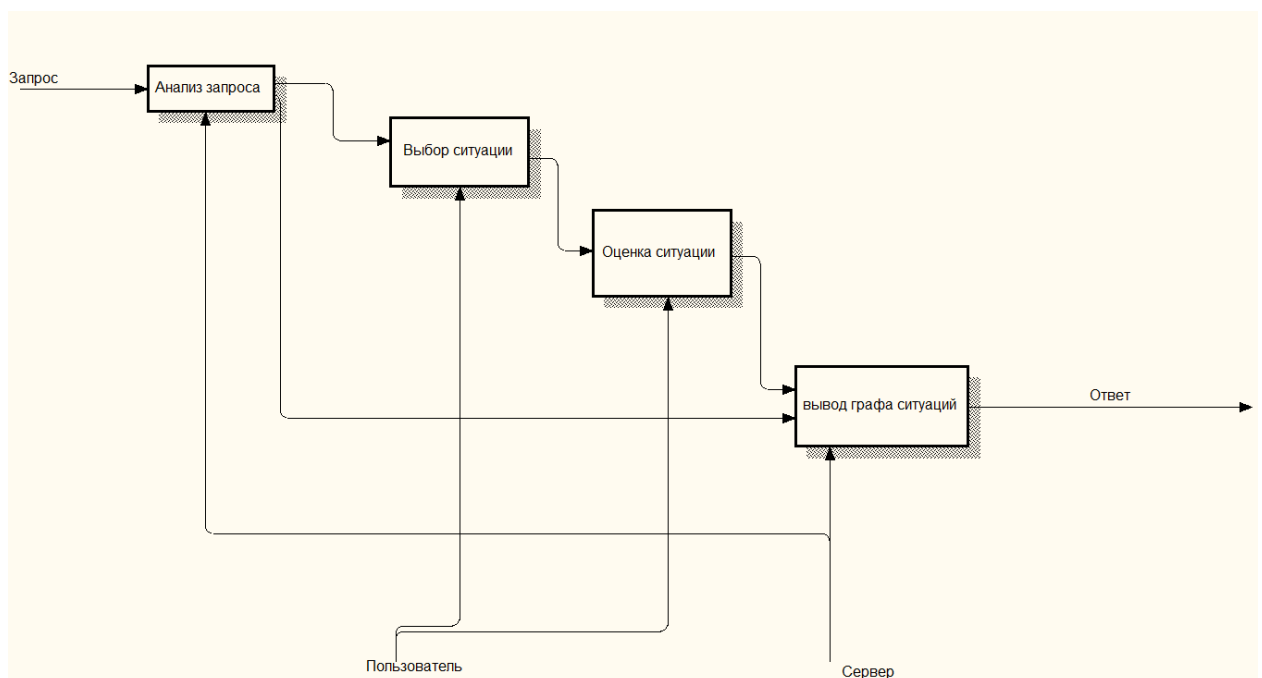 Запрос
Анализ запроса
Выбор ситуации
Оценка ситуации
вывод графа ситуаций
Ответ
Пользователь
Сервер